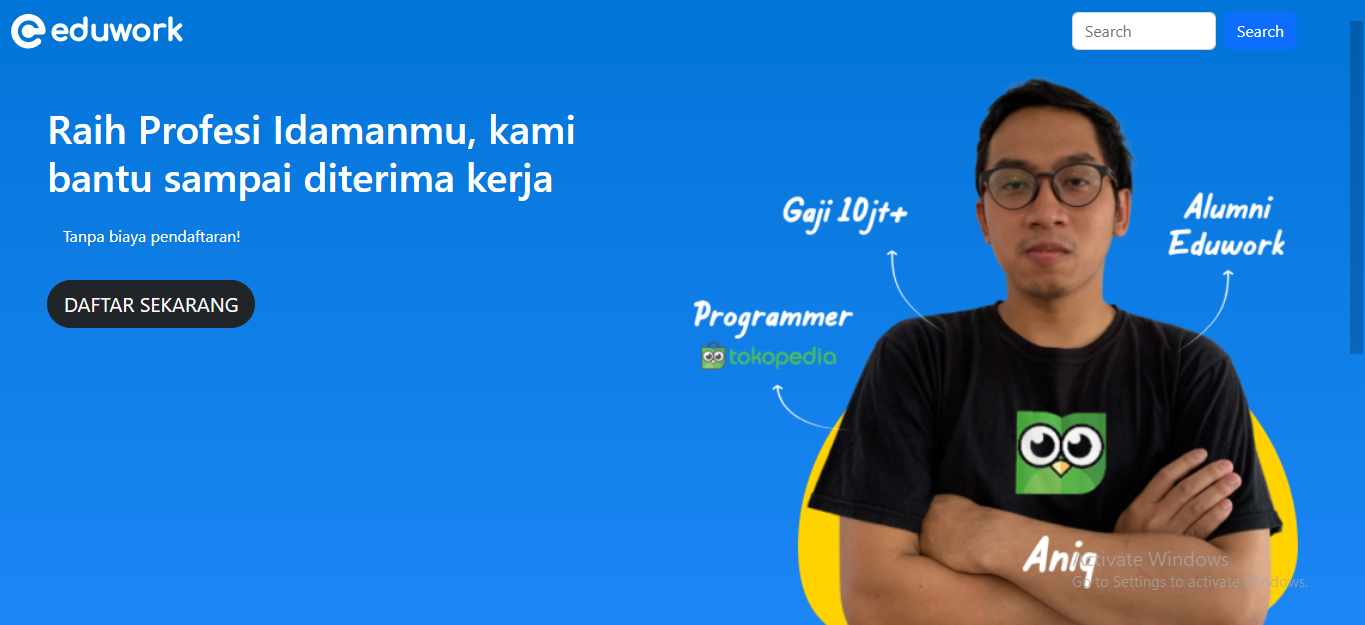 eduwork
Search
Search
Raih Profesi Idamanmu, kami
bantu sampai diterima kerja
Tanpa biaya pendaftaran!
DAFTAR SEKARANG
Gaji 10jt+
Alumni
Eduwork
Programmer
tokopedia
Aniq
Activate Windows
Go to Settings to activate Windows.